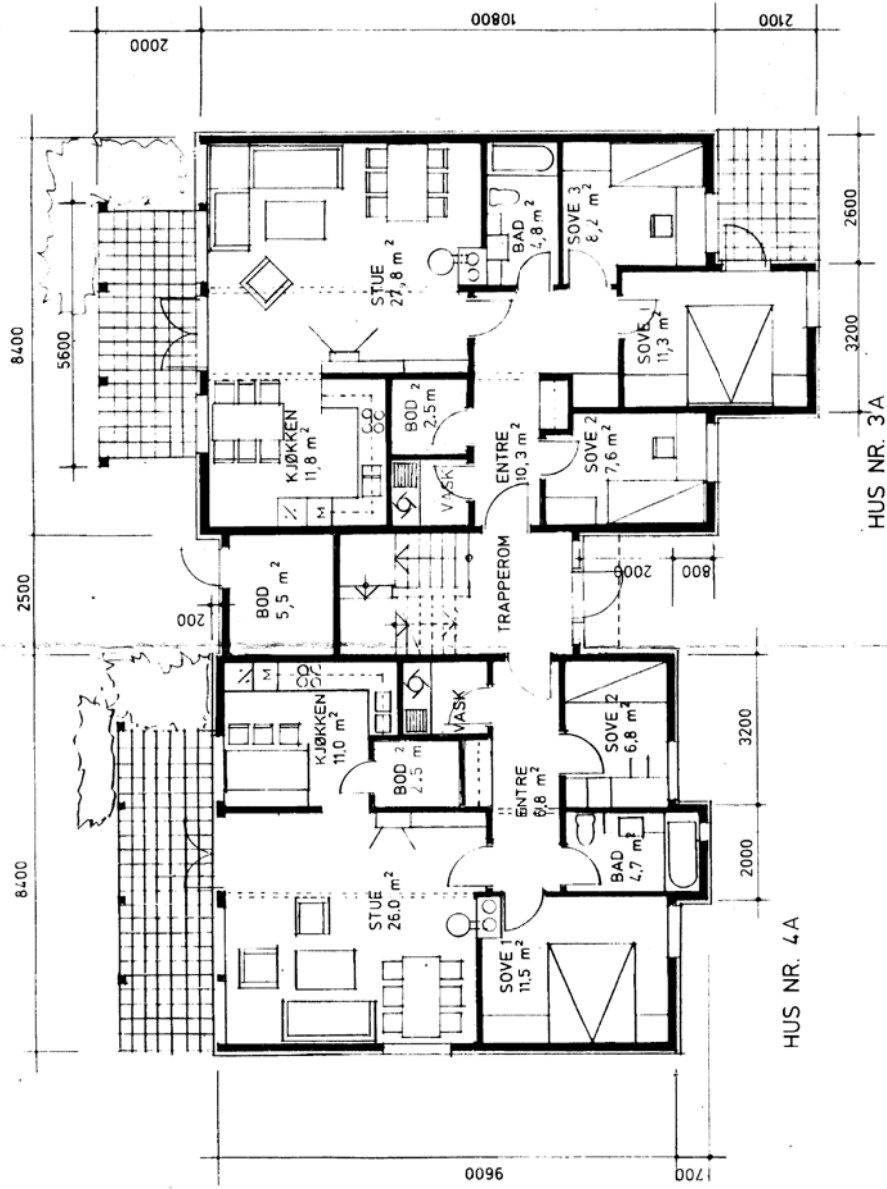 2000
10800
2100
8400
5600
2500
200
8400
STUE
27,8 m²
KJØKKEN
11,8 m²
BOD
2.5 m²
VASK
ENTRE
10,3 m²
BAD
4,8 m²
SOVE 3
8,2 m²
SOVE 1
11,3 m²
SOVE 2
7,6 m²
2600
3200
HUS NR. 3A
BOD
5,5 m²
TRAPPEROM
2000
800
KJØKKEN
11,0 m²
M
M
VASK
BOD
2.5 m²
ENTRE
STUE
26.0 m²
SOVE 2
6,8 m²
BAD
4,7 m²
SOVE 1
11,5 m²
3200
2000
HUS NR. 4A
9600
700